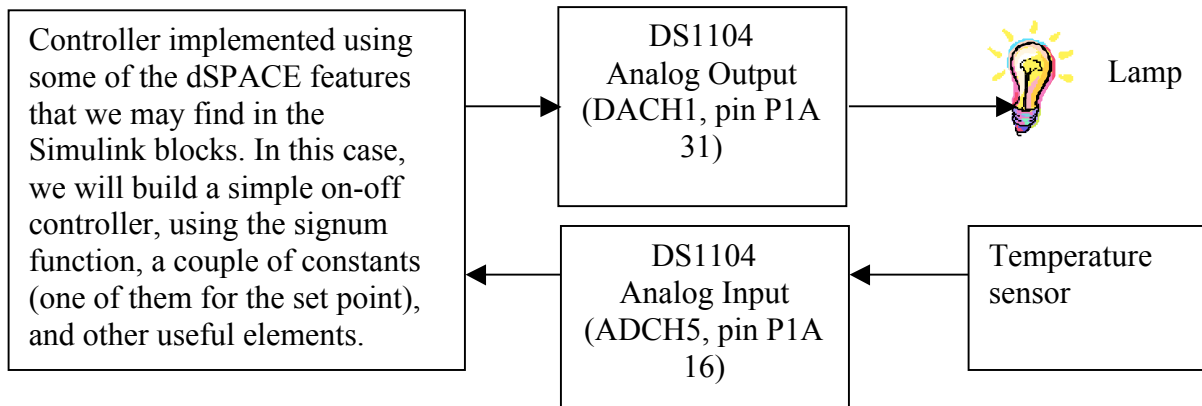 Controller implemented using
some of the dSPACE features
that we may find in the
Simulink blocks. In this case,
we will build a simple on-off
controller, using the signum
function, a couple of constants
(one of them for the set point),
and other useful elements.
DS1104
Analog Output
(DACH1, pin P1A
31)
Lamp
DS1104
Analog Input
(ADCH5, pin P1A
16)
Temperature
sensor